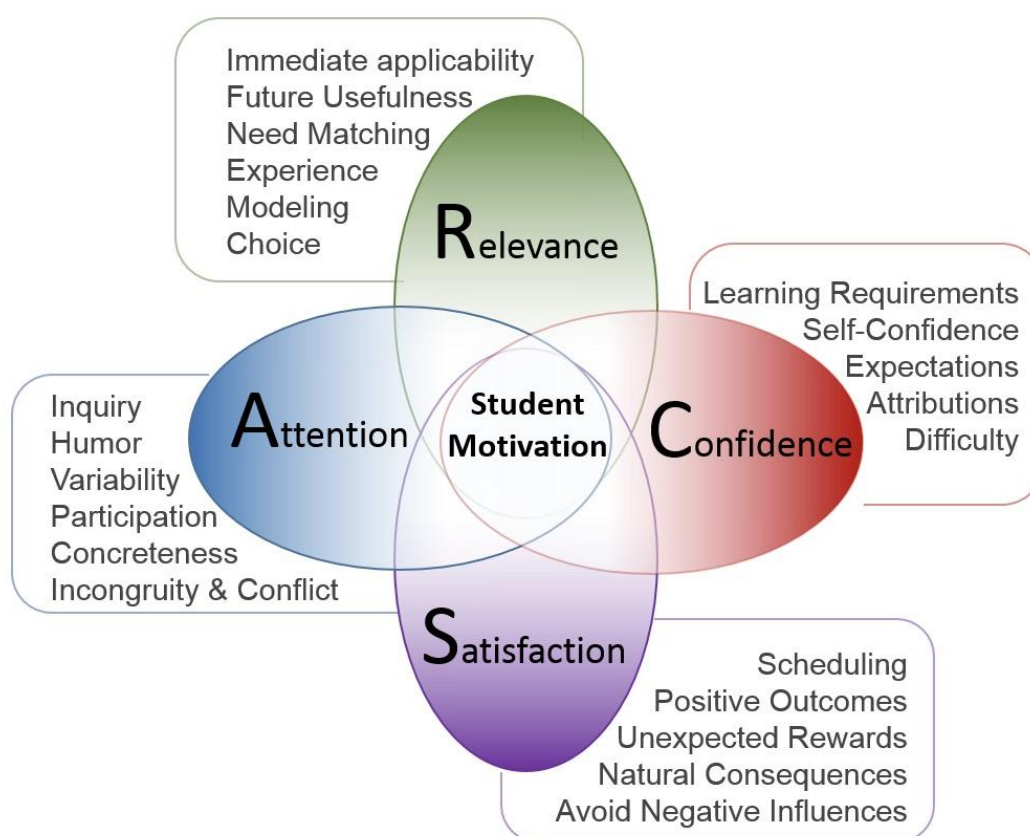 Immediate applicability
Future Usefulness
Need Matching
Experience
Modeling
Choice
Relevance
Learning Requirements
Self-Confidence
Expectations
Attributions
Difficulty
Inquiry
Humor
Variability
Participation
Concreteness
Incongruity & Conflict
Attention
Student
Motivation
Confidence
Satisfaction
Scheduling
Positive Outcomes
Unexpected Rewards
Natural Consequences
Avoid Negative Influences